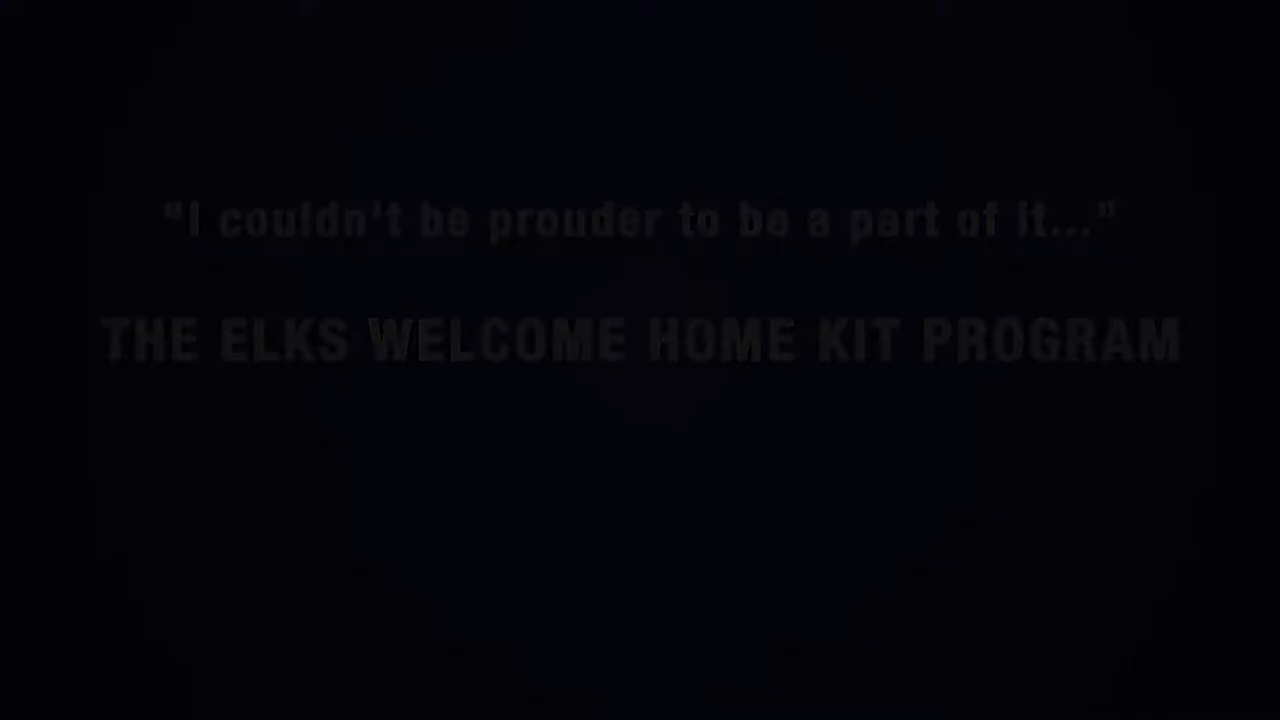 "I couldn't be prouder to be a part of it..."
THE ELKS WELCOME HOME KIT PROGRAM